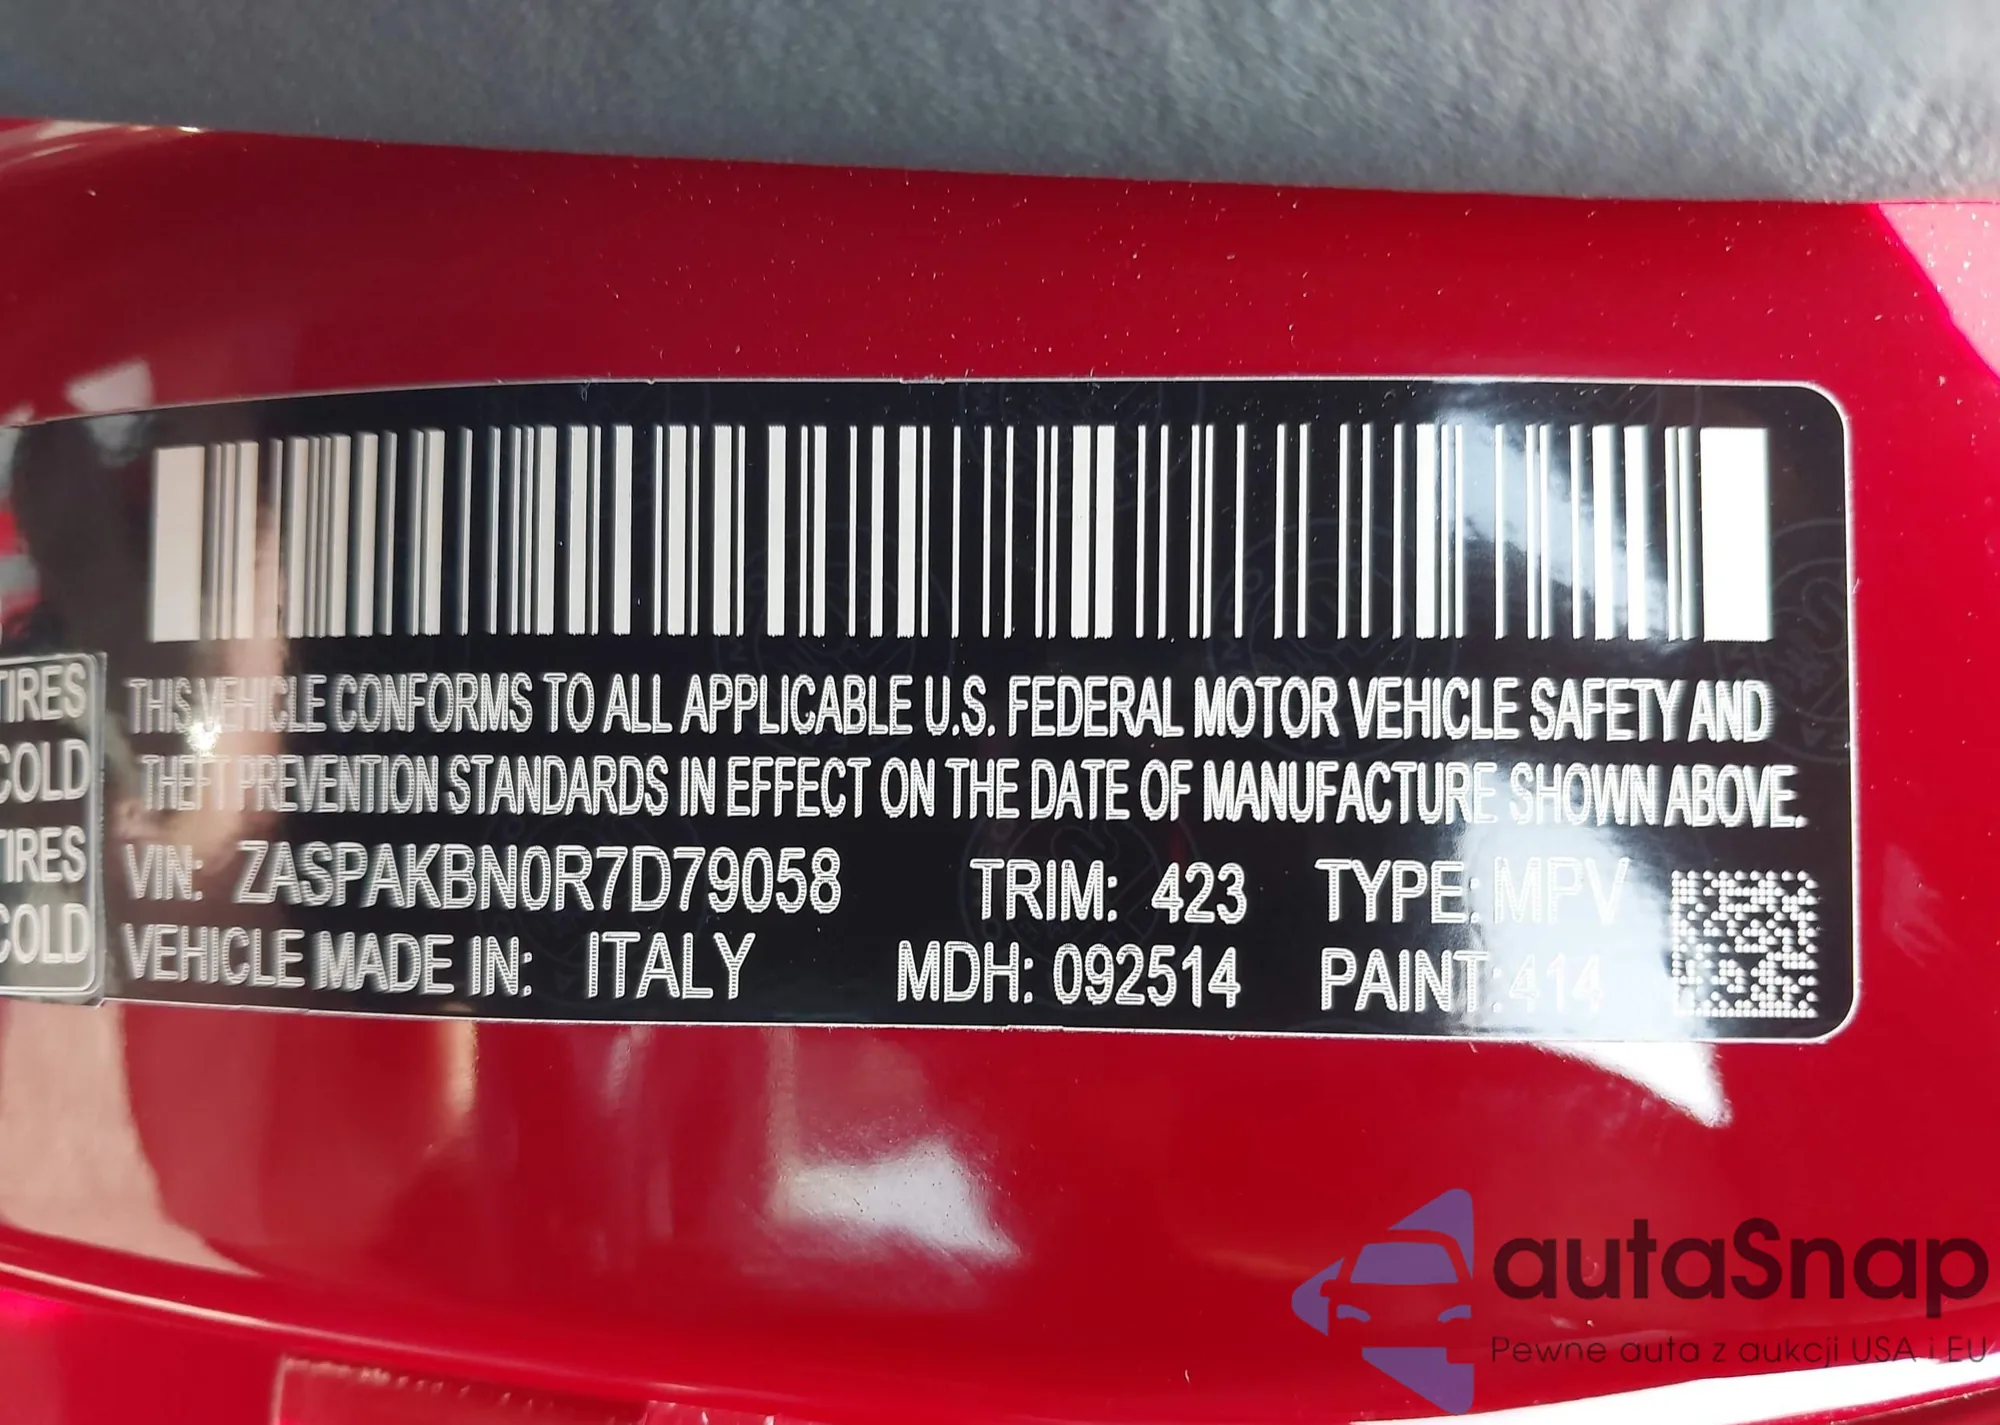 THIS VEHICLE CONFORMS TO ALL APPLICABLE U.S. FEDERAL MOTOR VEHICLE SAFETY AND
THEFT PREVENTION STANDARDS IN EFFECT ON THE DATE OF MANUFACTURE SHOWN ABOVE.
VIN: ZASPAKBN0R7D79058 TRIM: 423 TYPE: MPV
VEHICLE MADE IN: ITALY MDH: 092514 PAINT: 414
TIRES
COLD
TIRES
COLD
autaSnap
Pewne auta z aukcji USA i EU